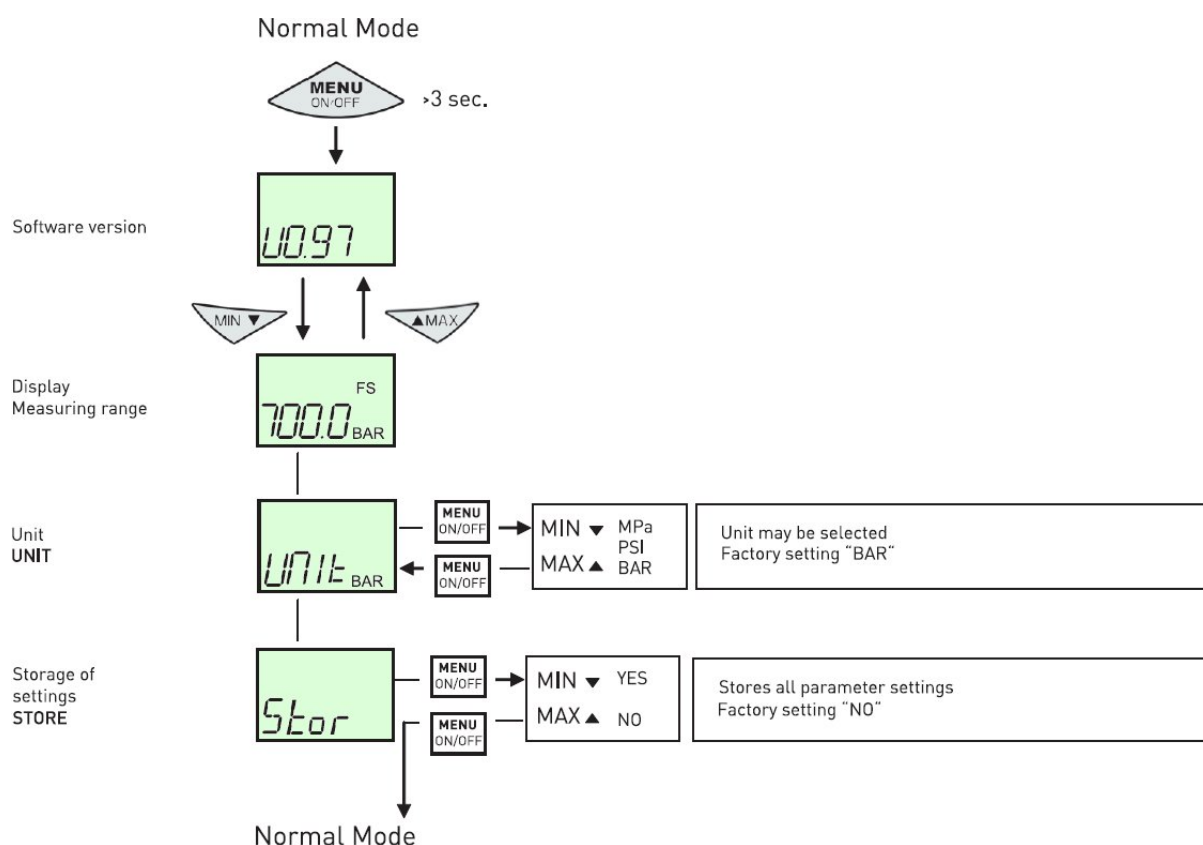 Normal Mode
MENU
ON/OFF
>3 sec.
Software version
U0.97
MIN ▼
▲MAX
Display
Measuring range
FS
700.0 BAR
Unit
UNIT
UNIt BAR
MENU
ON/OFF
MENU
ON/OFF
MIN ▼ MPa
PSI
MAX ▲ BAR
Unit may be selected
Factory setting "BAR"
Storage of
settings
STORE
Stor
MENU
ON/OFF
MENU
ON/OFF
MIN ▼ YES
MAX ▲ NO
Stores all parameter settings
Factory setting "NO"
Normal Mode